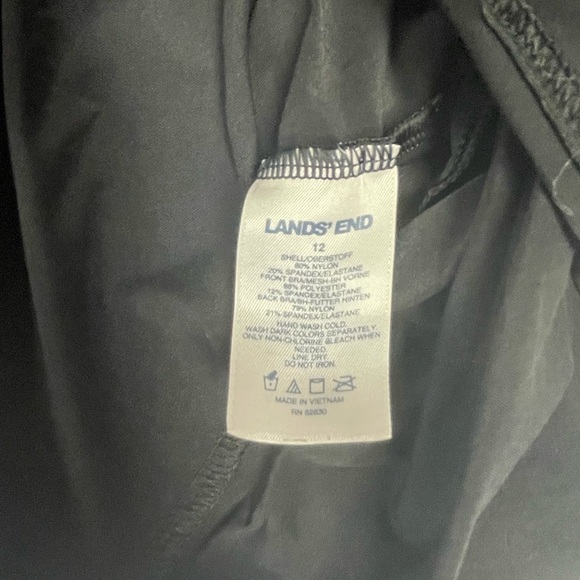 LANDS' END
12
SHELL/OBERSTOFF
80% NYLON
20% SPANDEX/ELASTANE
FRONT BRA/MESH-BH VORNE
88% POLYESTER
12% SPANDEX/ELASTANE
BACK BRA/BH-FUTTER HINTEN
79% NYLON
21% SPANDEX/ELASTANE
HAND WASH COLD.
WASH DARK COLORS SEPARATELY.
ONLY NON-CHLORINE BLEACH WHEN
NEEDED.
LINE DRY.
DO NOT IRON.
MADE IN VIETNAM
RN 62830